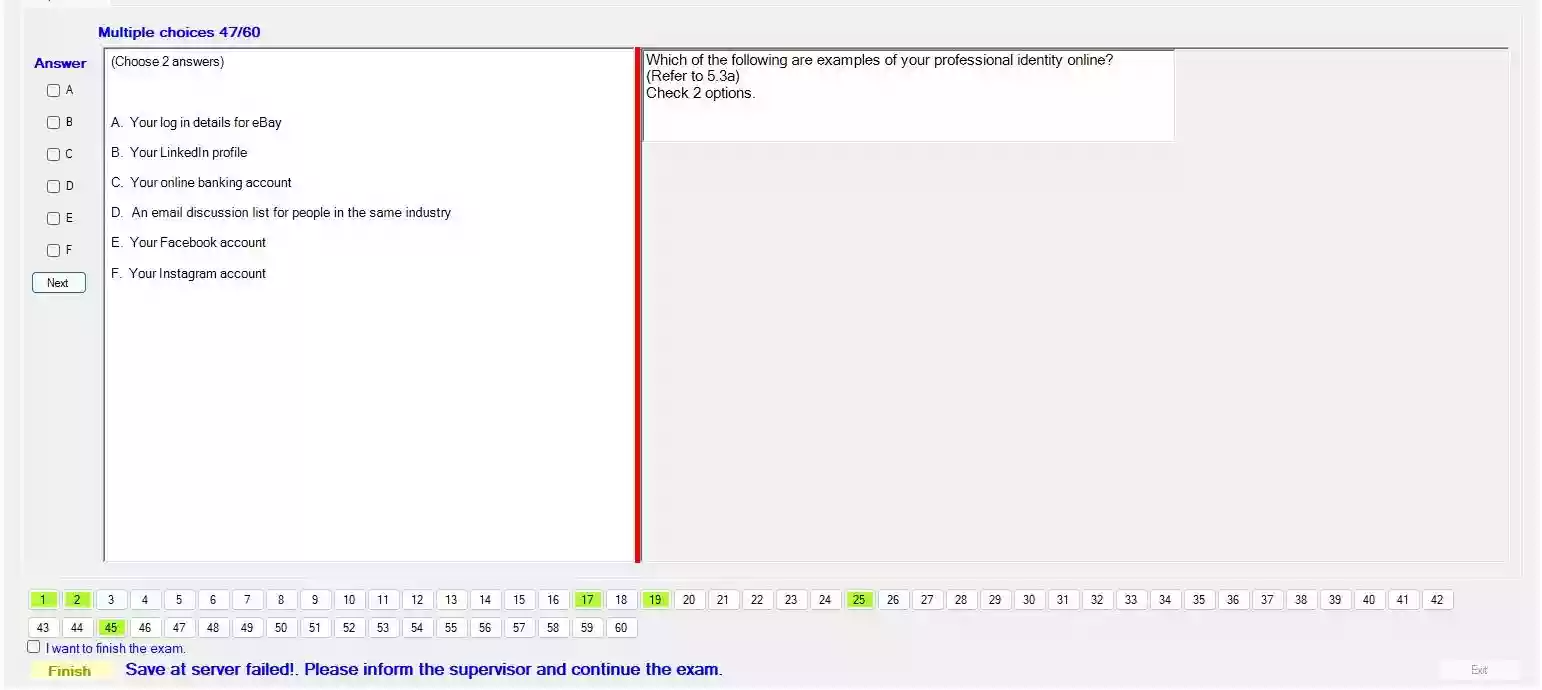 Multiple choices 47/60
Answer
A
B
C
D
E
F
Next
(Choose 2 answers)
A. Your log in details for eBay
B. Your LinkedIn profile
C. Your online banking account
D. An email discussion list for people in the same industry
E. Your Facebook account
F. Your Instagram account
Which of the following are examples of your professional identity online?
(Refer to 5.3a)
Check 2 options.
1 2 3 4 5 6 7 8 9 10 11 12 13 14 15 16 17 18 19 20 21 22 23 24 25 26 27 28 29 30 31 32 33 34 35 36 37 38 39 40 41 42
43 44 45 46 47 48 49 50 51 52 53 54 55 56 57 58 59 60
I want to finish the exam.
Finish Save at server failed!. Please inform the supervisor and continue the exam. Exit